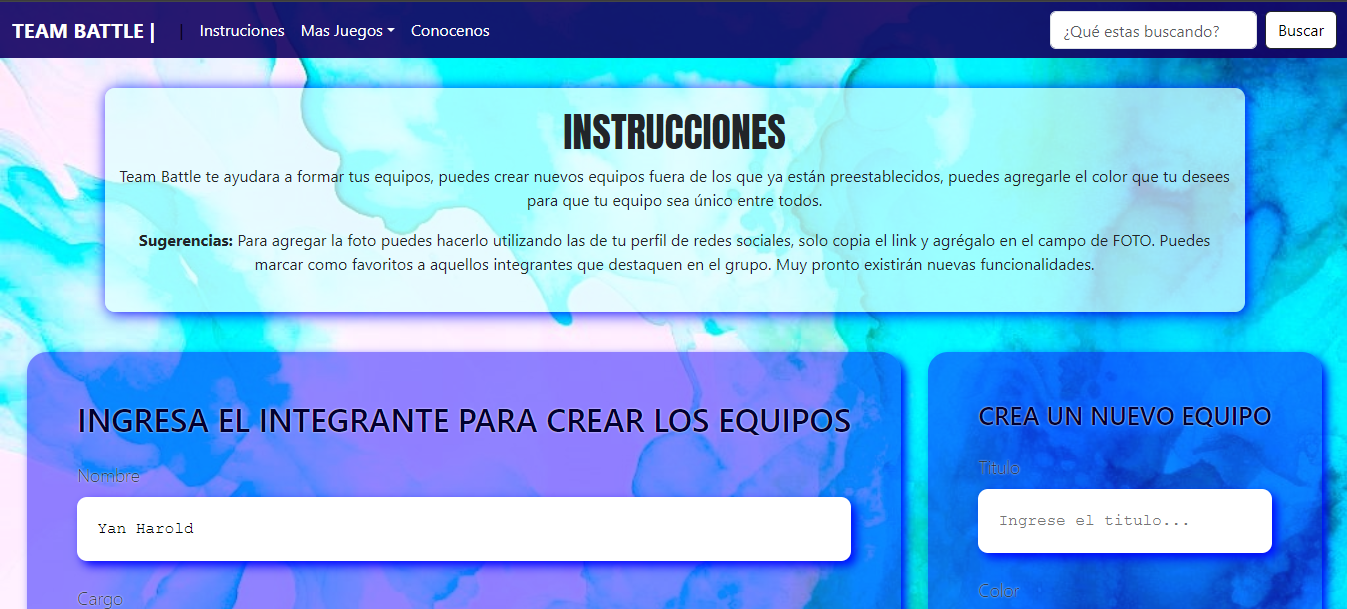 TEAM BATTLE | | Instruciones Mas Juegos Conocenos ¿Qué estas buscando? Buscar
INSTRUCCIONES
Team Battle te ayudara a formar tus equipos, puedes crear nuevos equipos fuera de los que ya están preestablecidos, puedes agregarle el color que tu desees
para que tu equipo sea único entre todos.
Sugerencias: Para agregar la foto puedes hacerlo utilizando las de tu perfil de redes sociales, solo copia el link y agrégalo en el campo de FOTO. Puedes
marcar como favoritos a aquellos integrantes que destaquen en el grupo. Muy pronto existirán nuevas funcionalidades.
INGRESA EL INTEGRANTE PARA CREAR LOS EQUIPOS
Nombre
Yan Harold
Cargo
CREA UN NUEVO EQUIPO
Titulo
Ingrese el titulo...
Color